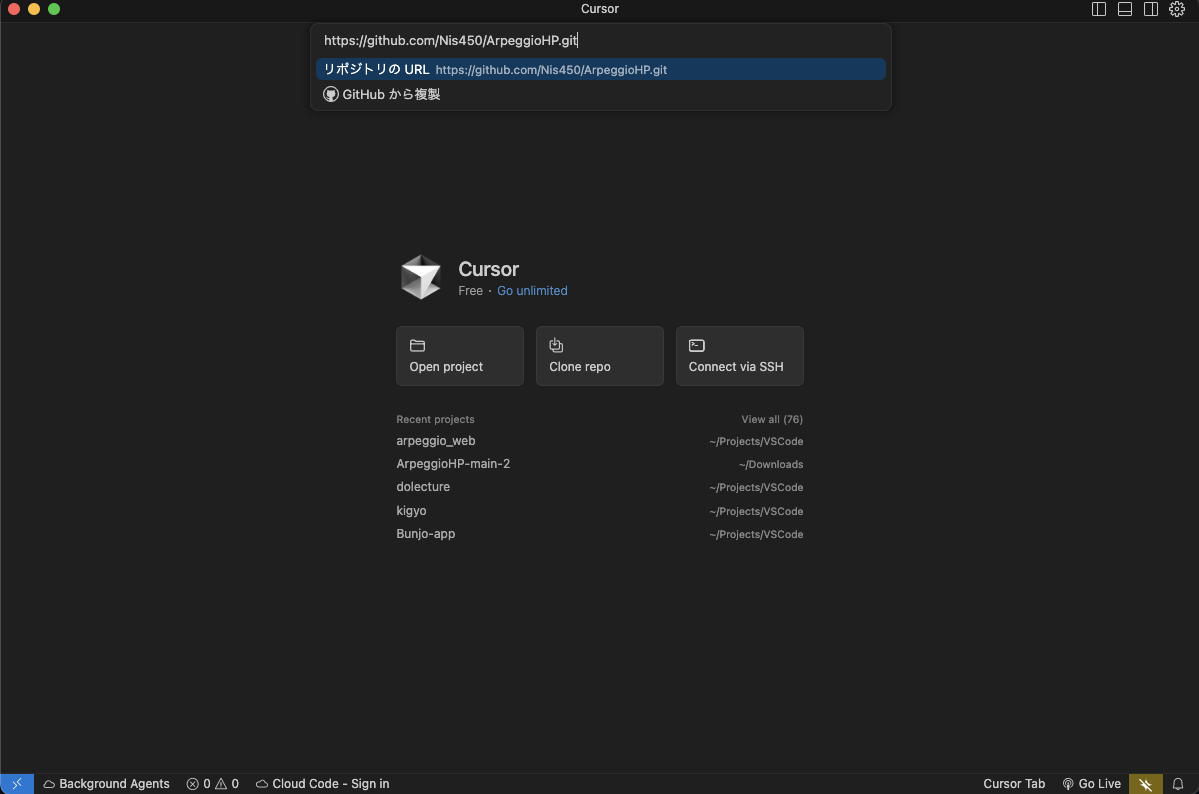 Cursor
https://github.com/Nis450/ArpeggioHP.git
リポジトリの URL https://github.com/Nis450/ArpeggioHP.git
GitHub から複製
Cursor
Free · Go unlimited
Open project
Clone repo
Connect via SSH
Recent projects View all (76)
arpeggio_web ~/Projects/VSCode
ArpeggioHP-main-2 ~/Downloads
dolecture ~/Projects/VSCode
kigyo ~/Projects/VSCode
Bunjo-app ~/Projects/VSCode
Background Agents 0 0 Cloud Code - Sign in Cursor Tab Go Live